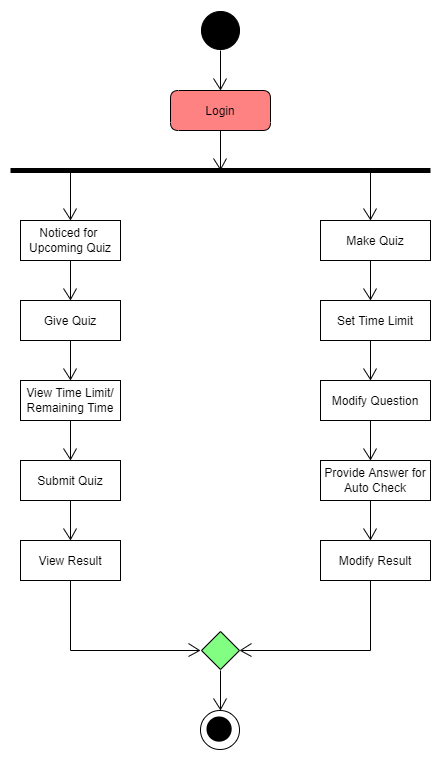 Login
Noticed for
Upcoming Quiz
Give Quiz
View Time Limit/
Remaining Time
Submit Quiz
View Result
Make Quiz
Set Time Limit
Modify Question
Provide Answer for
Auto Check
Modify Result